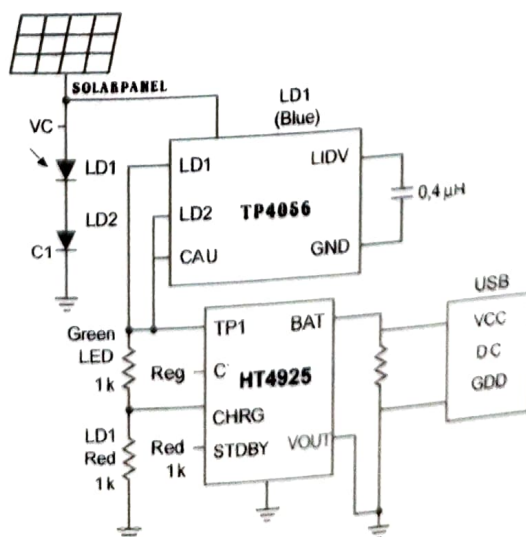 SOLARPANEL
VC
LD1
LD2
C1
LD1
(Blue)
LD1
LIDV
LD2
TP4056
CAU
GND
0,4 µH
Green
LED
1k
LD1
Red
1k
Reg
Red
1k
TP1
BAT
C
HT4925
CHRG
STDBY
VOUT
USB
VCC
DC
GDD